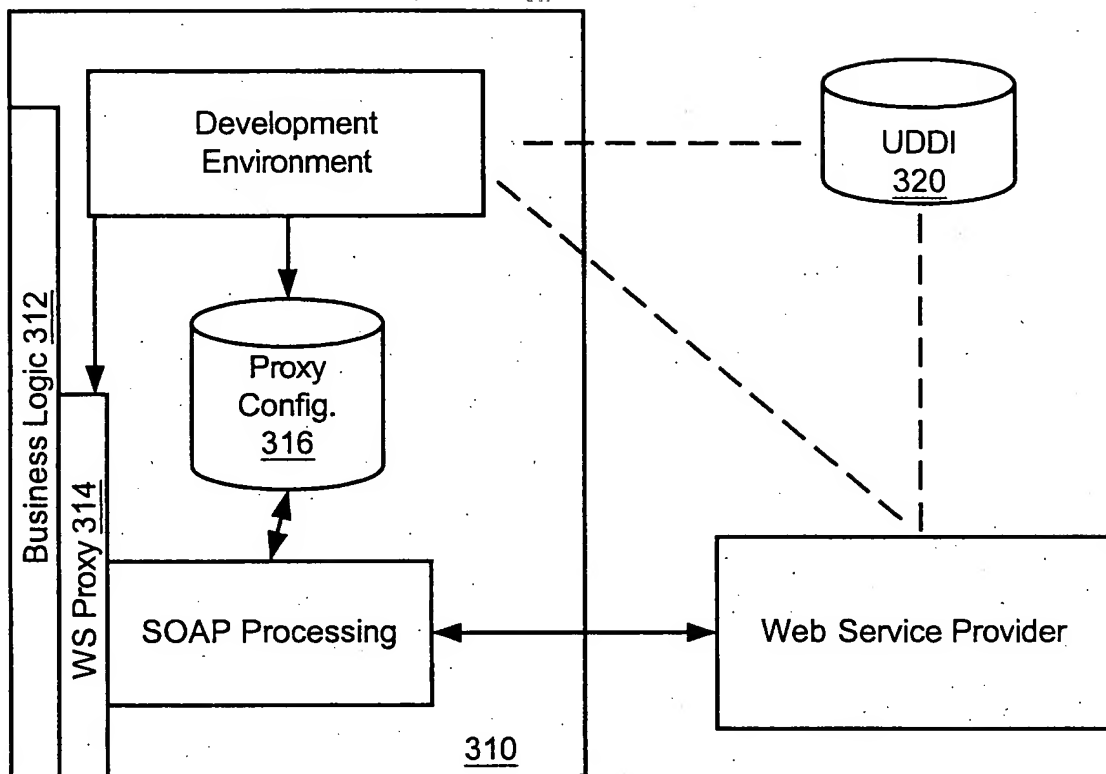 Development
Environment
UDDI
320
Business Logic 312
Proxy
Config.
316
WS Proxy 314
SOAP Processing
Web Service Provider
310